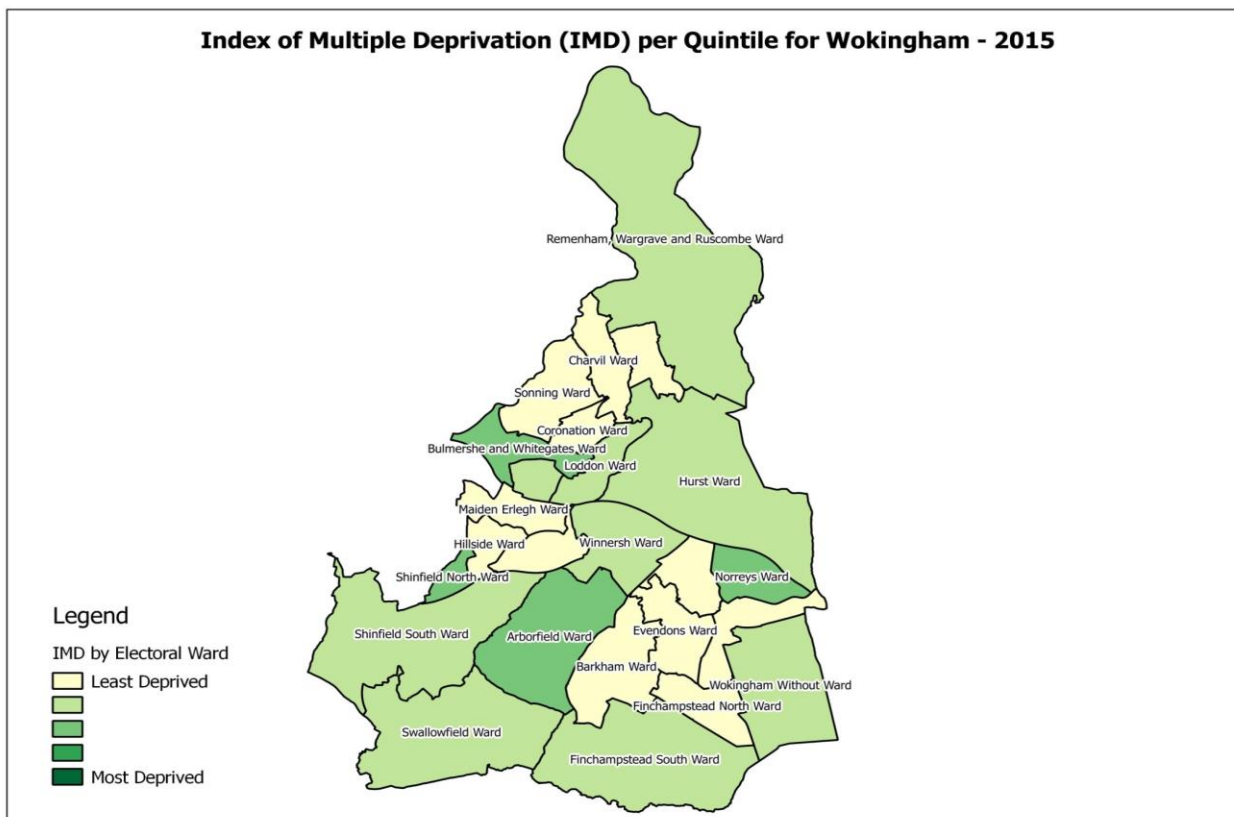 Index of Multiple Deprivation (IMD) per Quintile for Wokingham - 2015
Remenham, Wargrave and Ruscombe Ward
Charvil Ward
Sonning Ward
Coronation Ward
Bulmershe and Whitegates Ward
Loddon Ward
Hurst Ward
Maiden Erlegh Ward
Hillside Ward
Winnersh Ward
Shinfield North Ward
Norreys Ward
Shinfield South Ward
Arborfield Ward
Evendons Ward
Barkham Ward
Wokingham Without Ward
Finchampstead North Ward
Swallowfield Ward
Finchampstead South Ward
Legend
IMD by Electoral Ward
Least Deprived
Most Deprived